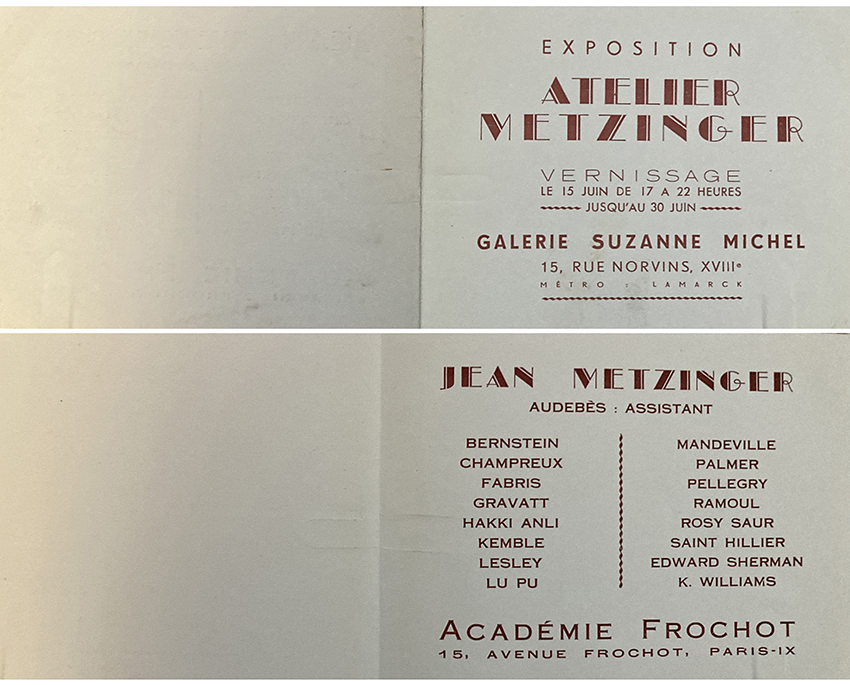 EXPOSITION
ATELIER
METZINGER
VERNISSAGE
LE 15 JUIN DE 17 A 22 HEURES
JUSQU'AU 30 JUIN
GALERIE SUZANNE MICHEL
15, RUE NORVINS, XVIIIe
MÉTRO : LAMARCK
JEAN METZINGER
AUDEBÈS : ASSISTANT
BERNSTEIN
CHAMPREUX
FABRIS
GRAVATT
HAKKI ANLI
KEMBLE
LESLEY
LU PU
MANDEVILLE
PALMER
PELLEGRY
RAMOUL
ROSY SAUR
SAINT HILLIER
EDWARD SHERMAN
K. WILLIAMS
ACADÉMIE FROCHOT
15, AVENUE FROCHOT, PARIS-IX